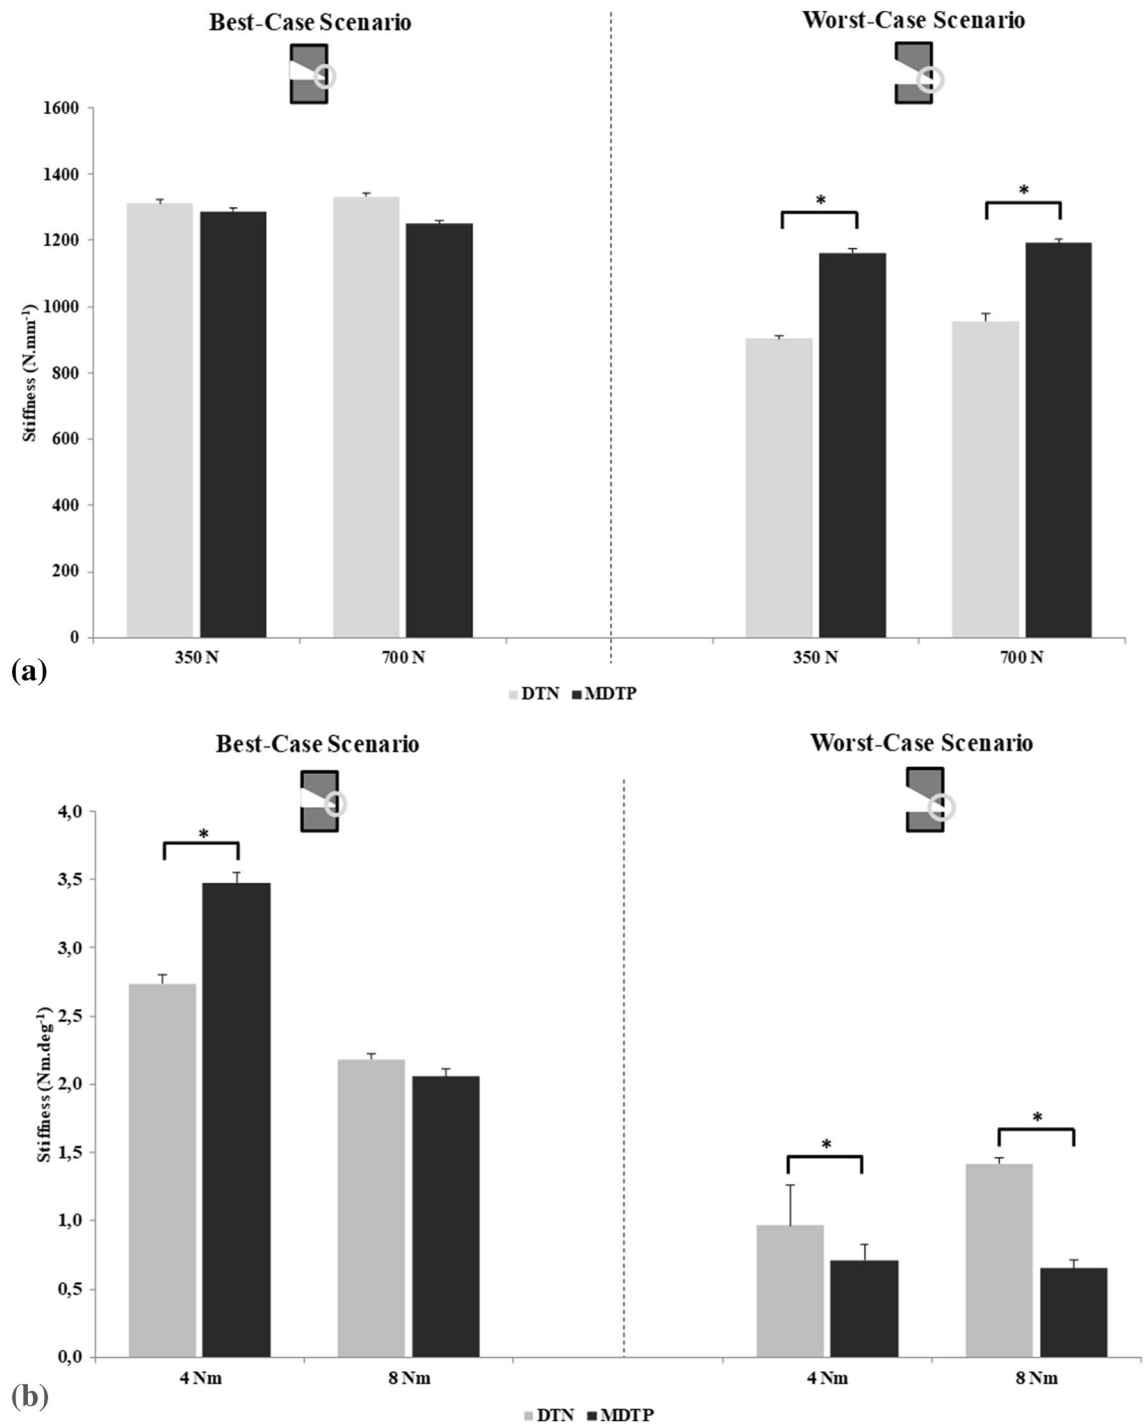 Best-Case Scenario Worst-Case Scenario
1600
1400
* *
1200
1000
800
600
400
200
0
Stiffness (N.mm-1)
350 N 700 N 350 N 700 N
(a)
DTN MDTP
Best-Case Scenario Worst-Case Scenario
4,0
*
3,5
3,0
2,5
2,0
1,5
* *
1,0
0,5
0,0
Stiffness (Nm.deg-1)
4 Nm 8 Nm 4 Nm 8 Nm
(b)
DTN MDTP